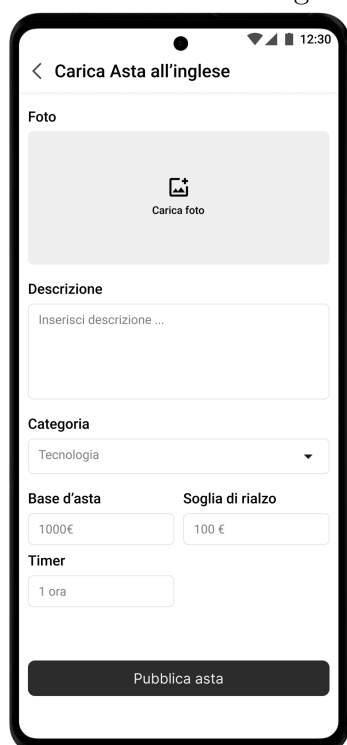 12:30
Carica Asta all'inglese
Foto
Carica foto
Descrizione
Inserisci descrizione ...
Categoria
Tecnologia
Base d'asta Soglia di rialzo
1000€ 100 €
Timer
1 ora
Pubblica asta